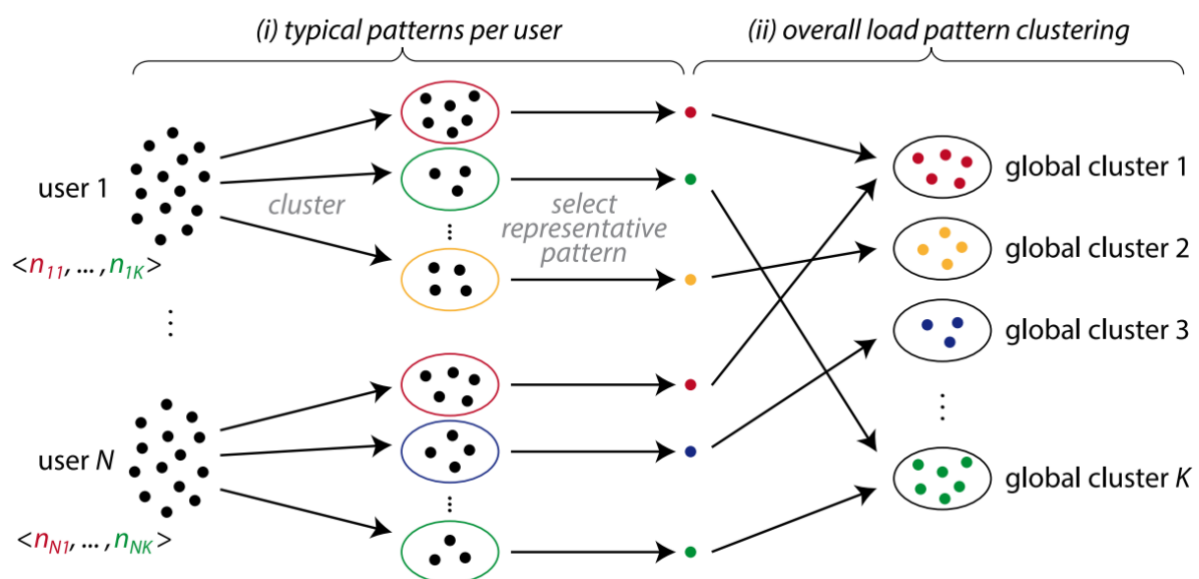 (i) typical patterns per user
(ii) overall load pattern clustering
user 1
cluster
select
representative
pattern
<n11, ... , n1K>
global cluster 1
global cluster 2
global cluster 3
user N
<nN1, ... , nNK>
global cluster K